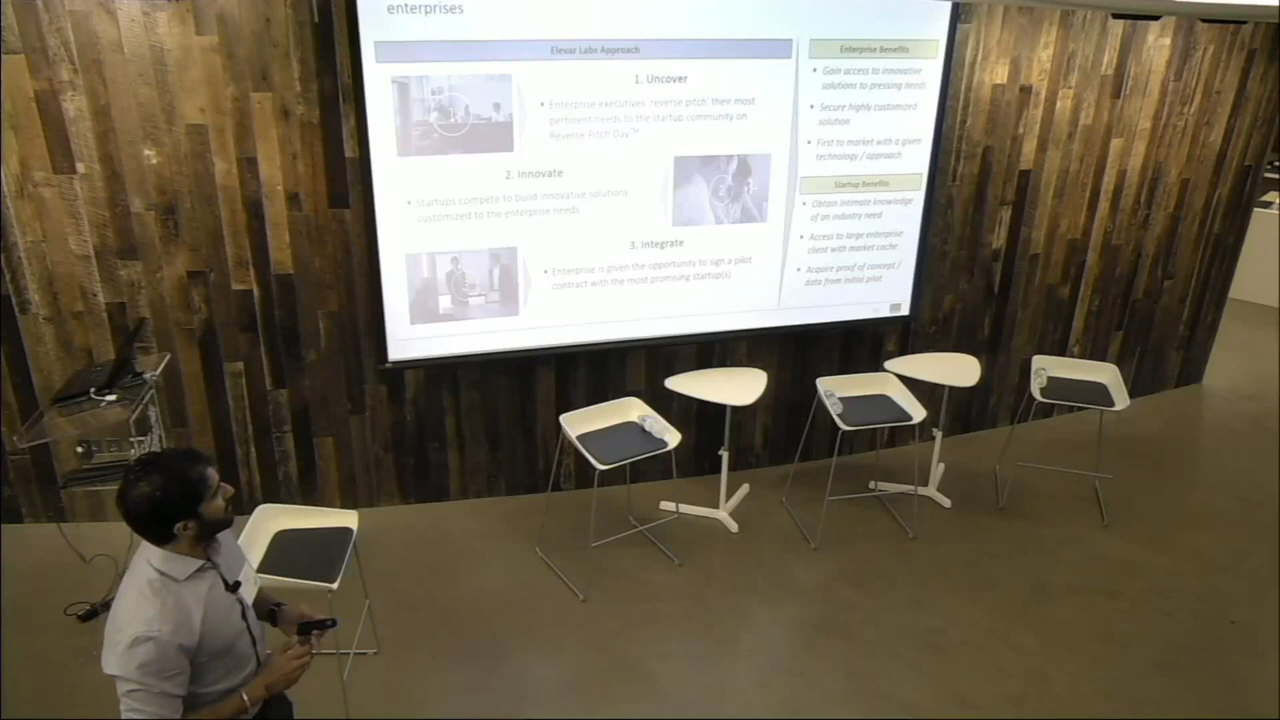 enterprises
Elevar Labs Approach
1. Uncover
• Enterprise executives 'reverse pitch' their most
pertinent needs to the startup community on
Reverse Pitch Day™
2. Innovate
• Startups compete to build innovative solutions
customized to the enterprise needs
3. Integrate
• Enterprise is given the opportunity to sign a pilot
contract with the most promising startup(s)
Enterprise Benefits
• Gain access to innovative
solutions to pressing needs
• Secure highly customized
solution
• First to market with a given
technology / approach
Startup Benefits
• Obtain intimate knowledge
of an industry need
• Access to large enterprise
client with market cache
• Acquire proof of concept /
data from initial pilot